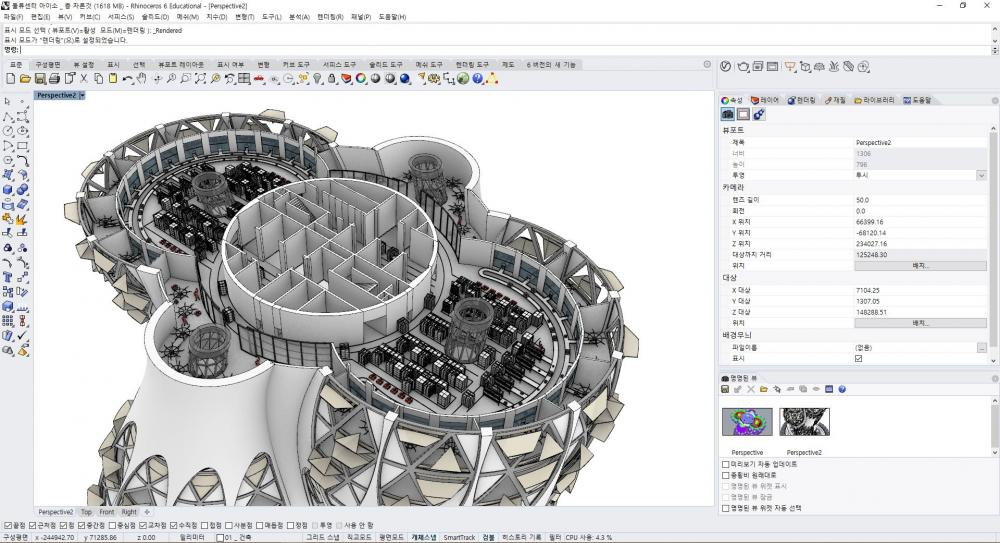 물류센터 아이소 _ 층 자른것 (1618 MB) - Rhinoceros 6 Educational - [Perspective2]
파일(F) 편집(E) 뷰(V) 커브(C) 서피스(S) 솔리드(O) 메쉬(M) 치수(D) 변형(T) 도구(L) 분석(A) 렌더링(R) 패널(P) 도움말(H)
표시 모드 선택 ( 뷰포트(V)=활성 모드(M)=렌더링 ): _Rendered
표시 모드가 "렌더링"(으)로 설정되었습니다.
명령:
표준 구성평면 뷰 설정 표시 선택 뷰포트 레이아웃 표시 여부 변형 커브 도구 서피스 도구 솔리드 도구 메쉬 도구 렌더링 도구 제도 6 버전의 새 기능
Perspective2
속성 레이어 렌더링 재질 라이브러리 도움말
뷰포트
제목 Perspective2
너비 1306
높이 796
투영 투시
카메라
렌즈 길이 50.0
회전 0.0
X 위치 66399.16
Y 위치 -68120.14
Z 위치 234027.16
대상까지 거리 125248.30
위치 배치...
대상
X 대상 7104.25
Y 대상 1307.05
Z 대상 148288.51
위치 배치...
배경무늬
파일이름 (없음) ...
표시
명명된 뷰
Perspective Perspective2
미리보기 자동 업데이트
종횡비 원래대로
명명된 뷰 위젯 표시
명명된 뷰 잠금
명명된 뷰 위젯 자동 선택
Perspective2 Top Front Right
끝점 근처점 점 중간점 중심점 교차점 수직점 접점 사분점 매듭점 정점 투영 사용 안 함
구성평면 x -244942.70 y 71285.86 z 0.00 밀리미터 01 _ 건축 그리드 스냅 직교모드 평면모드 개체스냅 SmartTrack 검볼 히스토리 기록 필터 CPU 사용: 4.3 %